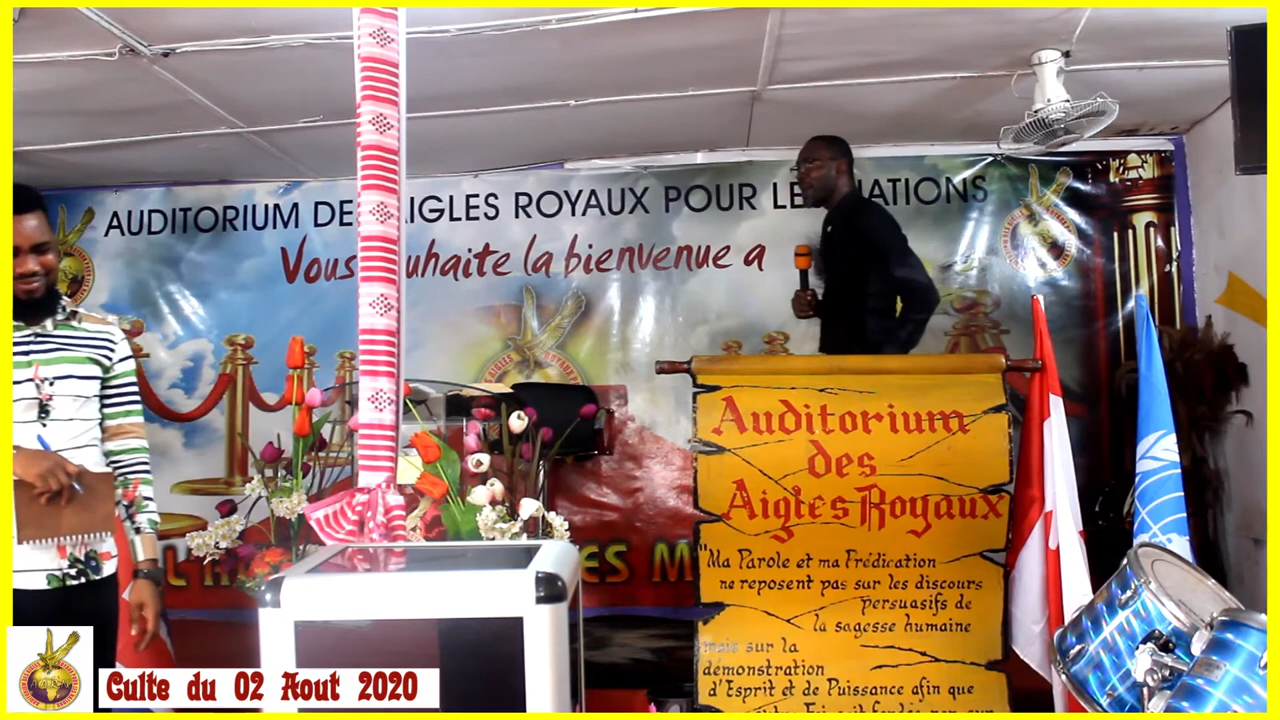 AUDITORIUM DE AIGLES ROYAUX POUR LE NATIONS
Vous uhaite la bienvenue a
Auditorium
des
Aigles Royaux
"Ma Parole et ma Prédication
ne reposent pas sur les discours
persuasifs de
la sagesse humaine
mais sur la
démonstration
d'Esprit et de Puissance afin que
Culte du 02 Aout 2020